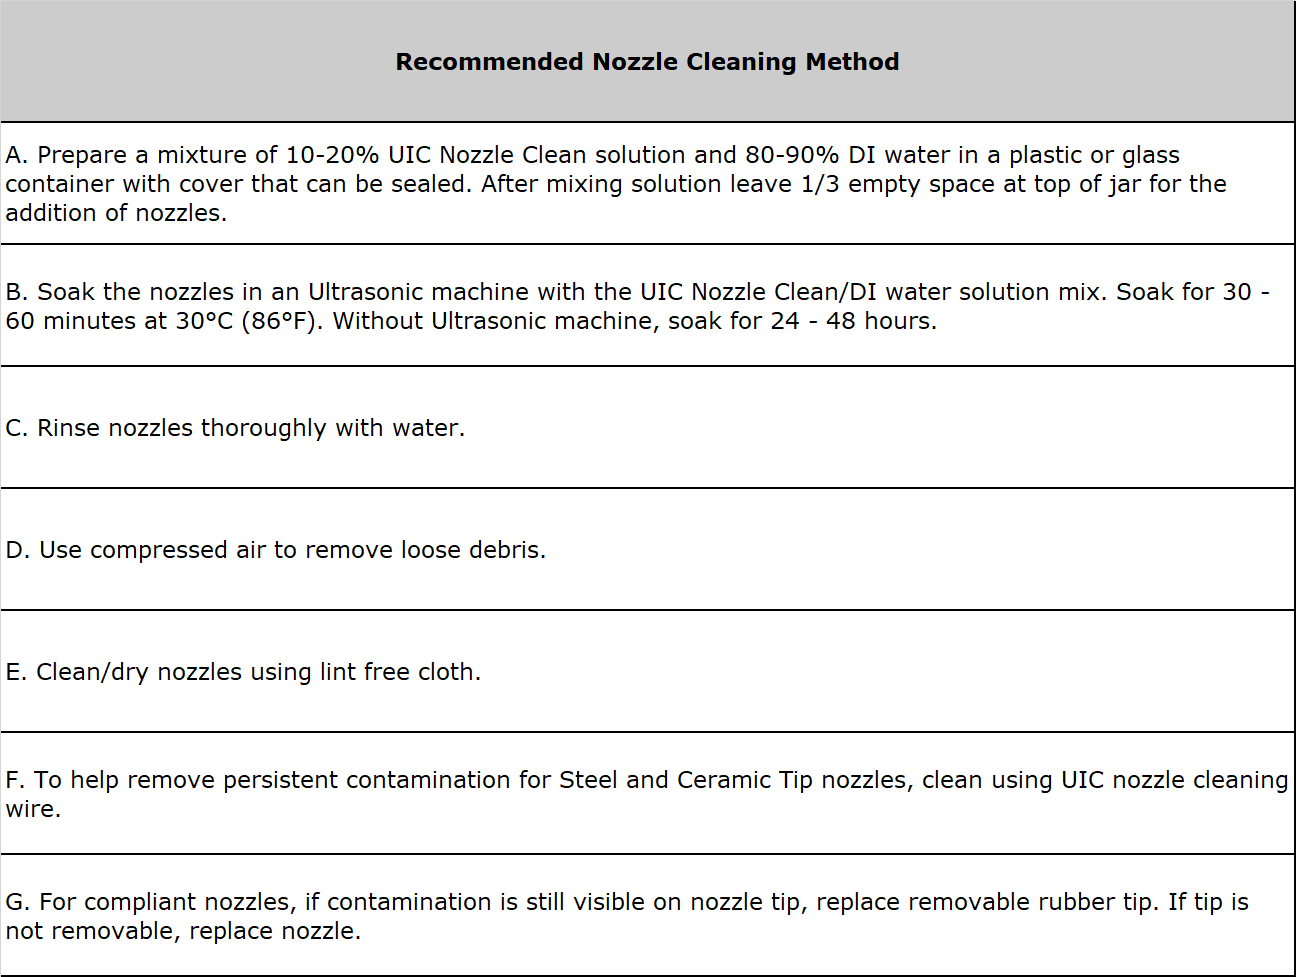 Recommended Nozzle Cleaning Method
A. Prepare a mixture of 10-20% UIC Nozzle Clean solution and 80-90% DI water in a plastic or glass
container with cover that can be sealed. After mixing solution leave 1/3 empty space at top of jar for the
addition of nozzles.
B. Soak the nozzles in an Ultrasonic machine with the UIC Nozzle Clean/DI water solution mix. Soak for 30 -
60 minutes at 30°C (86°F). Without Ultrasonic machine, soak for 24 - 48 hours.
C. Rinse nozzles thoroughly with water.
D. Use compressed air to remove loose debris.
E. Clean/dry nozzles using lint free cloth.
F. To help remove persistent contamination for Steel and Ceramic Tip nozzles, clean using UIC nozzle cleaning
wire.
G. For compliant nozzles, if contamination is still visible on nozzle tip, replace removable rubber tip. If tip is
not removable, replace nozzle.